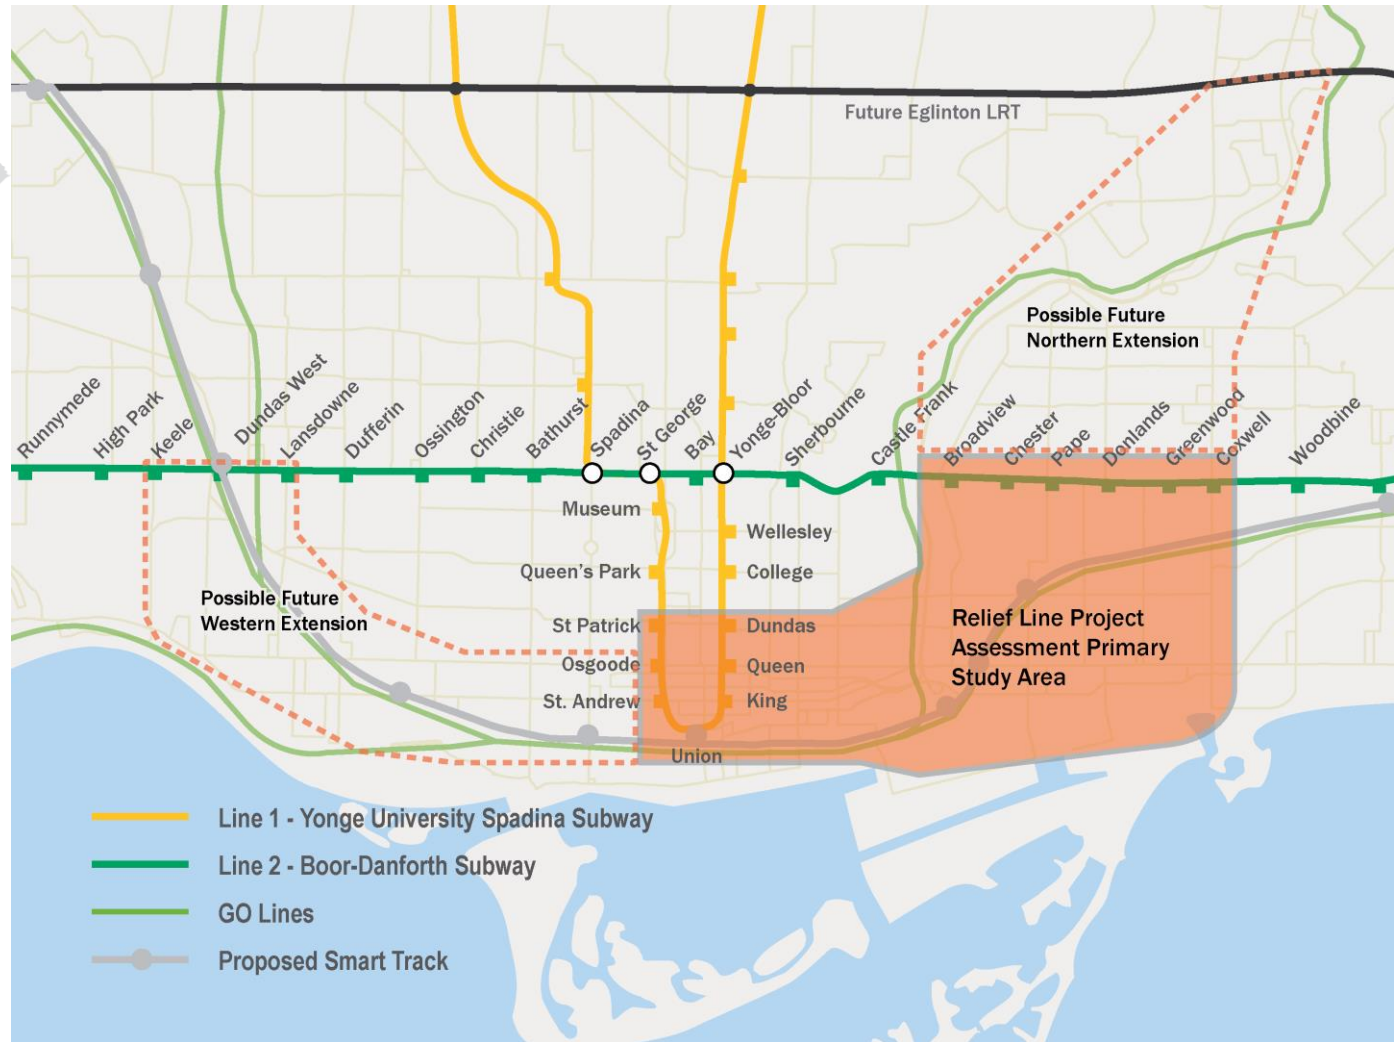 Future Eglinton LRT
Possible Future
Northern Extension
Runnymede
High Park
Keele
Dundas West
Lansdowne
Dufferin
Ossington
Christie
Bathurst
Spadina
St George
Bay
Yonge-Bloor
Sherbourne
Castle Frank
Broadview
Chester
Pape
Donlands
Greenwood
Coxwell
Woodbine
Museum
Wellesley
Queen's Park
College
Possible Future
Western Extension
St Patrick
Dundas
Relief Line Project
Assessment Primary
Study Area
Osgoode
Queen
St. Andrew
King
Union
Line 1 - Yonge University Spadina Subway
Line 2 - Boor-Danforth Subway
GO Lines
Proposed Smart Track